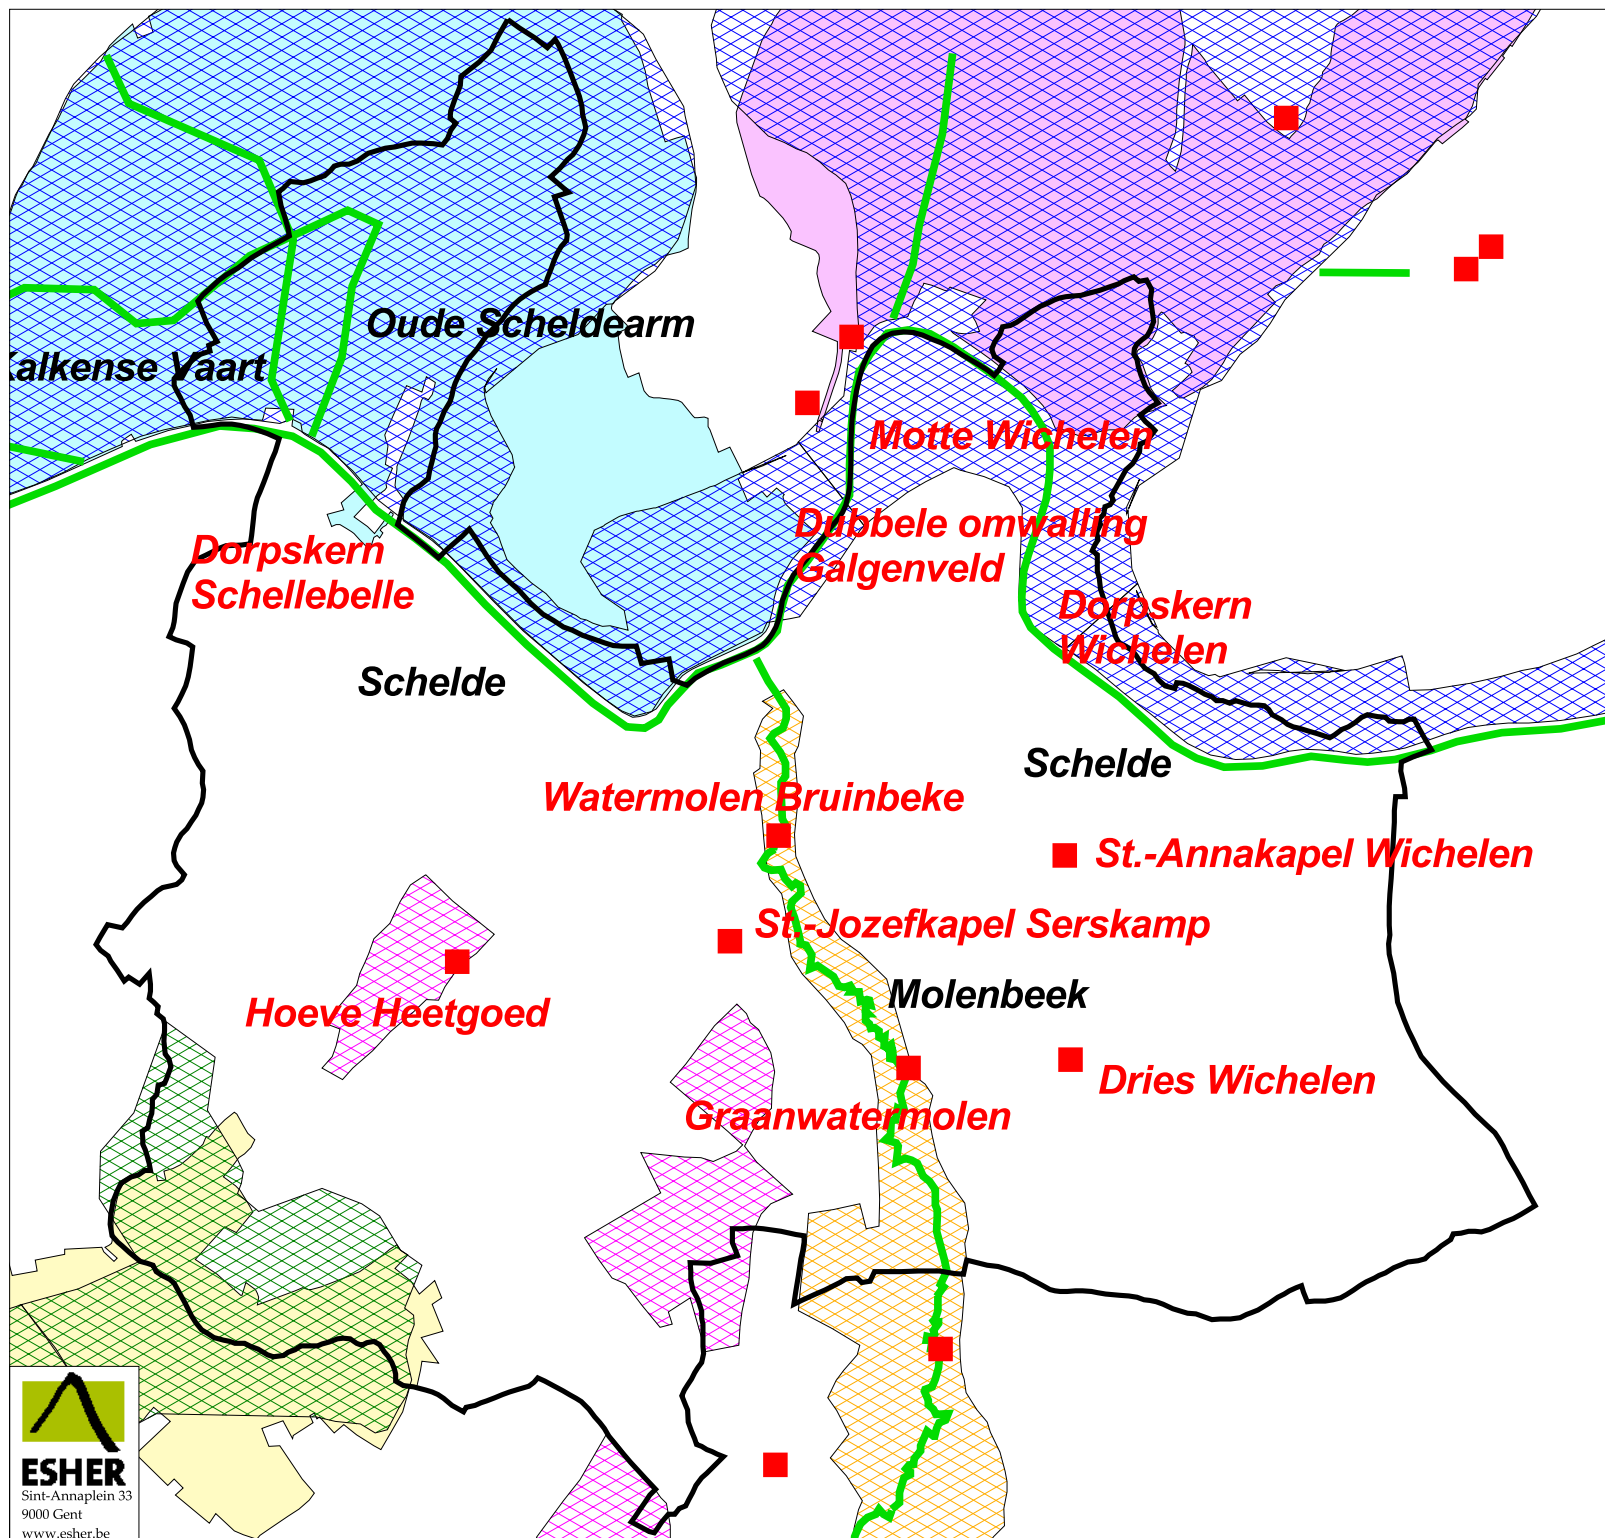 Oude Scheldearm
Kalkense Vaart
Motte Wichelen
Dubbele omwalling
Galgenveld
Dorpskern
Schellebelle
Dorpskern
Wichelen
Schelde
Schelde
Watermolen Bruinbeke
St.-Annakapel Wichelen
St.-Jozefkapel Serskamp
Molenbeek
Hoeve Heetgoed
Dries Wichelen
Graanwatermolen
ESHER
Sint-Annaplein 33
9000 Gent
www.esher.be